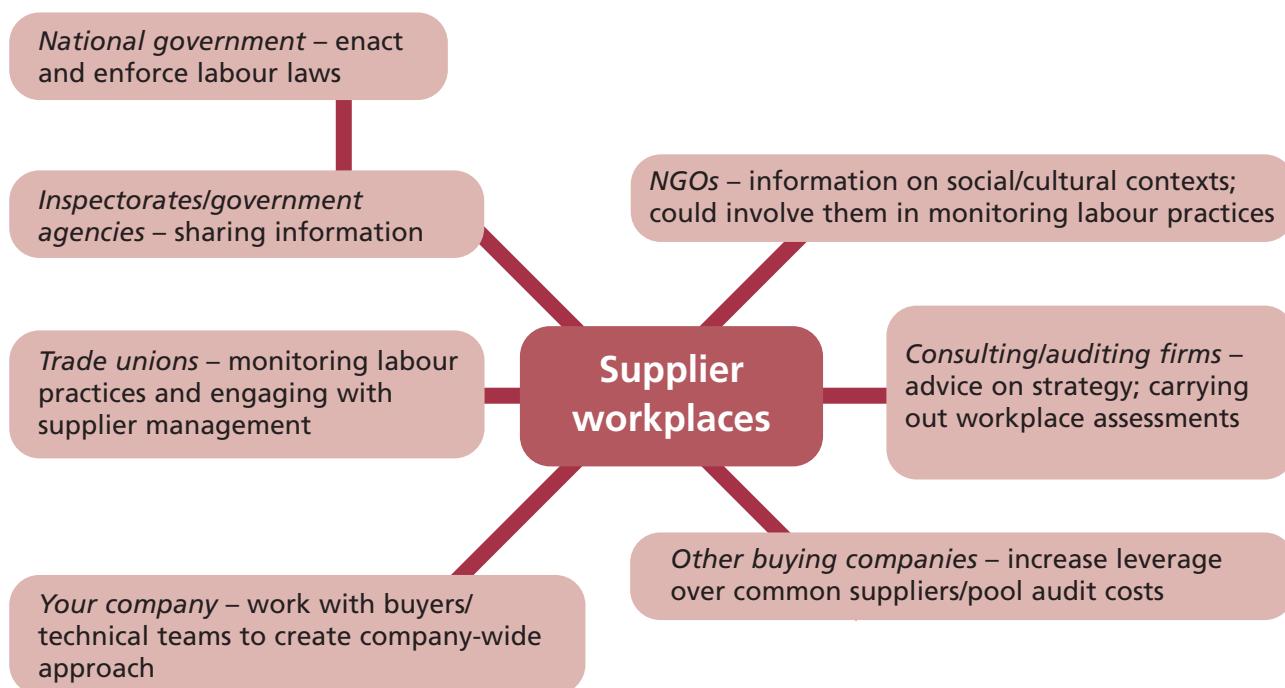 National government – enact
and enforce labour laws
Inspectorates/government
agencies – sharing information
Trade unions – monitoring labour
practices and engaging with
supplier management
Your company – work with buyers/
technical teams to create company-wide
approach
Supplier
workplaces
NGOs – information on social/cultural contexts;
could involve them in monitoring labour practices
Consulting/auditing firms –
advice on strategy; carrying
out workplace assessments
Other buying companies – increase leverage
over common suppliers/pool audit costs